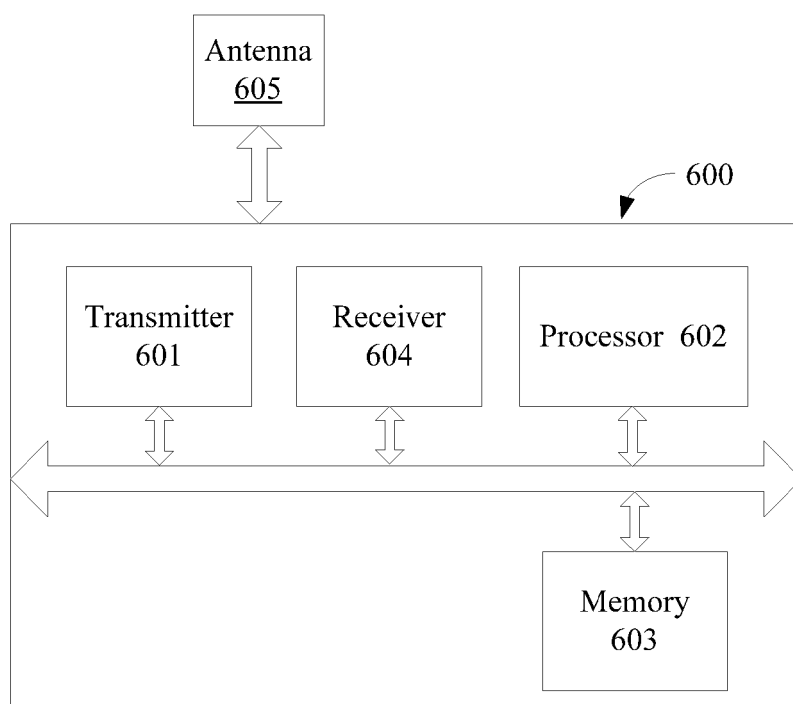 Antenna
605
600
Transmitter
601
Receiver
604
Processor 602
Memory
603